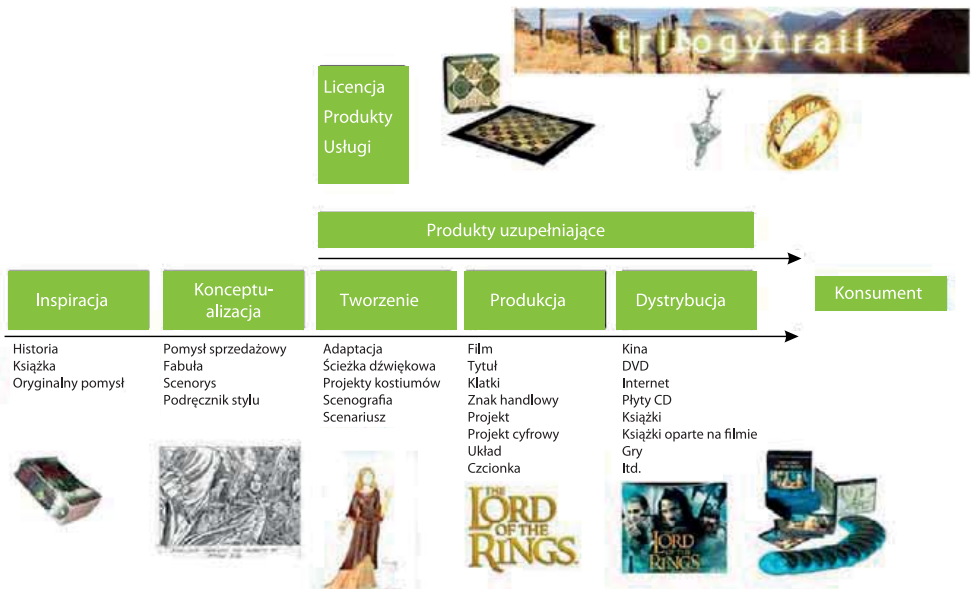 trilogytrail
Licencja
Produkty
Usługi
Produkty uzupełniające
Inspiracja
Konceptu-
alizacja
Tworzenie
Produkcja
Dystrybucja
Konsument
Historia
Książka
Oryginalny pomysł
Pomysł sprzedażowy
Fabuła
Scenorys
Podręcznik stylu
Adaptacja
Ścieżka dźwiękowa
Projekty kostiumów
Scenografia
Scenariusz
Film
Tytuł
Klatki
Znak handlowy
Projekt
Projekt cyfrowy
Układ
Czcionka
Kina
DVD
Internet
Płyty CD
Książki
Książki oparte na filmie
Gry
Itd.
THE
LORD
OF THE
RINGS
THE
LORD
OF THE
RINGS